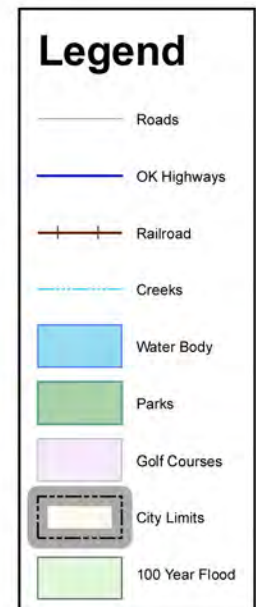 Legend
Roads
OK Highways
Railroad
Creeks
Water Body
Parks
Golf Courses
City Limits
100 Year Flood